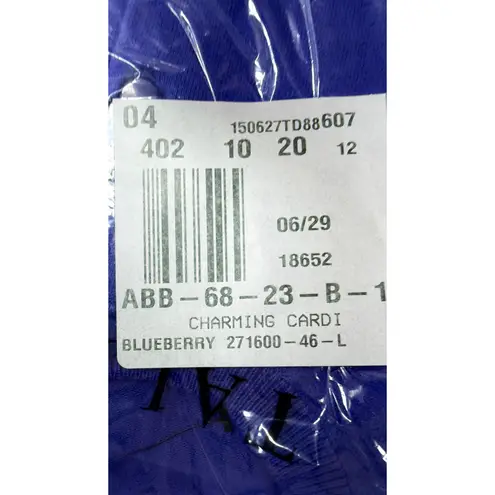 04 150627TD88607
402 10 20 12
06/29
18652
ABB-68-23-B-1
CHARMING CARDI
BLUEBERRY 271600-46-L